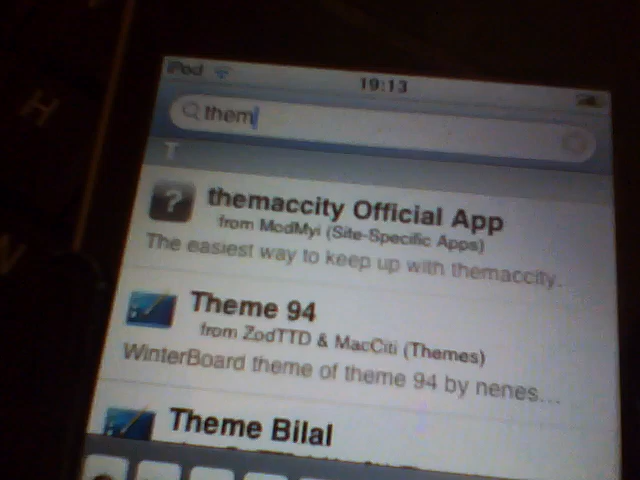 iPod 19:13
them
T
themaccity Official App
from ModMyi (Site-Specific Apps)
The easiest way to keep up with themaccity.
Theme 94
from ZodTTD & MacCiti (Themes)
WinterBoard theme of theme 94 by nenes...
Theme Bilal
H